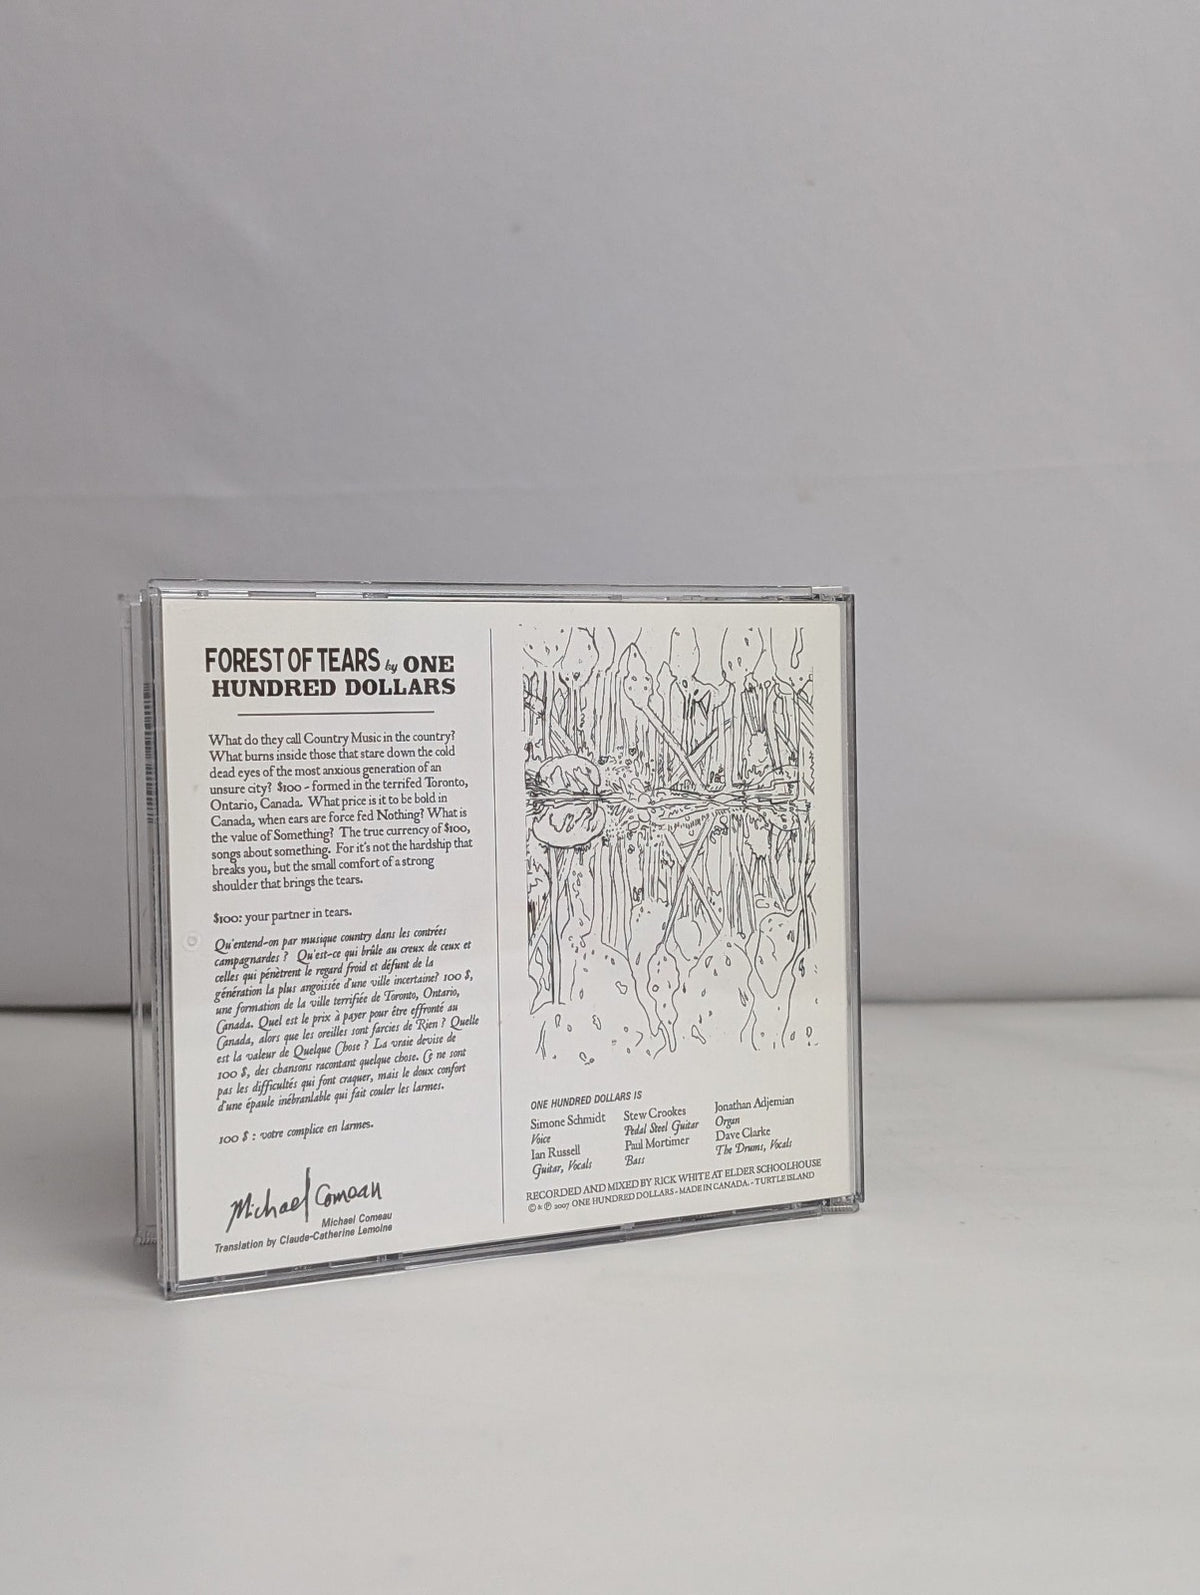 FOREST OF TEARS by ONE
HUNDRED DOLLARS
What do they call Country Music in the country?
What burns inside those that stare down the cold
dead eyes of the most anxious generation of an
unsure city? $100 - formed in the terrifed Toronto,
Ontario, Canada. What price is it to be bold in
Canada, when ears are force fed Nothing? What is
the value of Something? The true currency of $100,
songs about something. For it's not the hardship that
breaks you, but the small comfort of a strong
shoulder that brings the tears.
$100: your partner in tears.
Qu'entend-on par musique country dans les contrées
campagnardes ? Qu'est-ce qui brûle au creux de ceux et
celles qui pénètrent le regard froid et défunt de la
génération la plus angoissée d'une ville incertaine? 100 $,
une formation de la ville terrifiée de Toronto, Ontario,
Canada. Quel est le prix à payer pour être effronté au
Canada, alors que les oreilles sont farcies de Rien ? Quelle
est la valeur de Quelque Chose ? La vraie devise de
100 $, des chansons racontant quelque chose. Ce ne sont
pas les difficultés qui font craquer, mais le doux confort
d'une épaule inébranlable qui fait couler les larmes.
100 $ : votre complice en larmes.
Michael Comeau
Michael Comeau
Translation by Claude-Catherine Lemoine
ONE HUNDRED DOLLARS IS
Simone Schmidt
Voice
Ian Russell
Guitar, Vocals
Stew Crookes
Pedal Steel Guitar
Paul Mortimer
Bass
Jonathan Adjemian
Organ
Dave Clarke
The Drums, Vocals
RECORDED AND MIXED BY RICK WHITE AT ELDER SCHOOLHOUSE
© & ℗ 2007 ONE HUNDRED DOLLARS - MADE IN CANADA. - TURTLE ISLAND